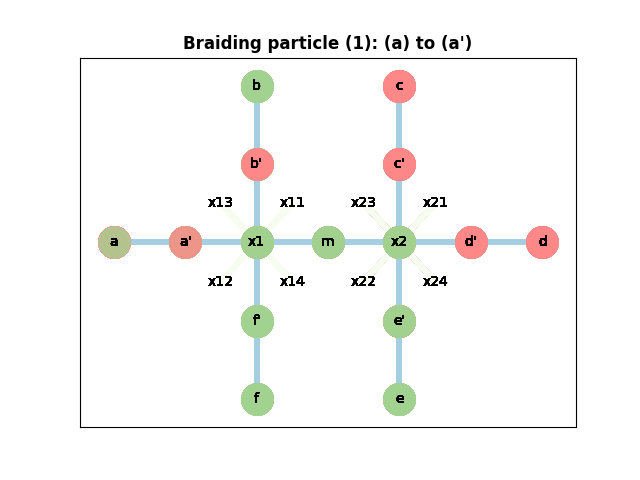 Braiding particle (1): (a) to (a')
b c
b' c'
x13 x11 x23 x21
a a' x1 m x2 d' d
x12 x14 x22 x24
f' e'
f e